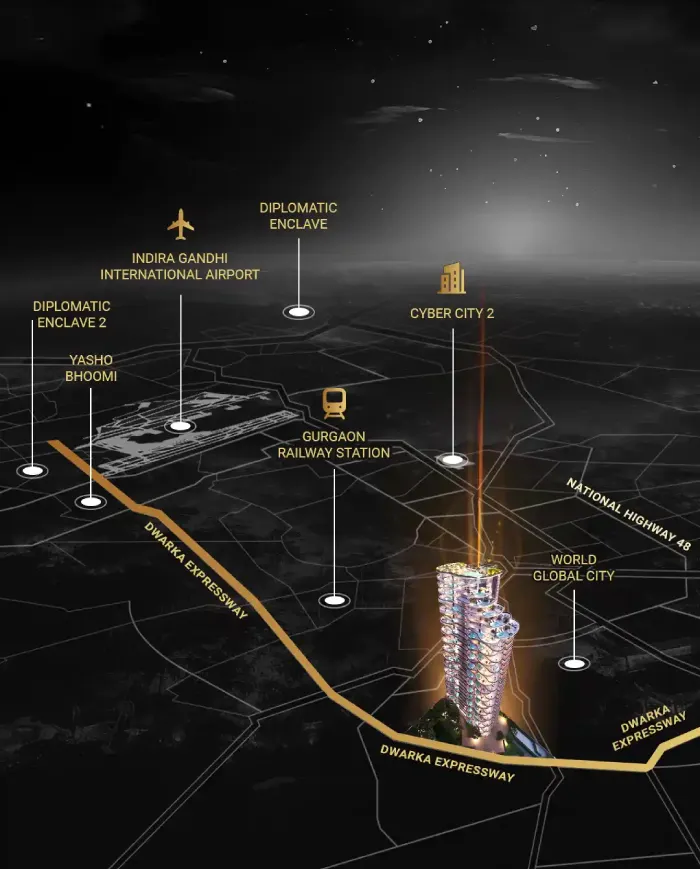 DIPLOMATIC
ENCLAVE
INDIRA GANDHI
INTERNATIONAL AIRPORT
DIPLOMATIC
ENCLAVE 2
CYBER CITY 2
YASHO
BHOOMI
GURGAON
RAILWAY STATION
NATIONAL HIGHWAY 48
DWARKA EXPRESSWAY
WORLD
GLOBAL CITY
DWARKA
EXPRESSWAY
DWARKA EXPRESSWAY